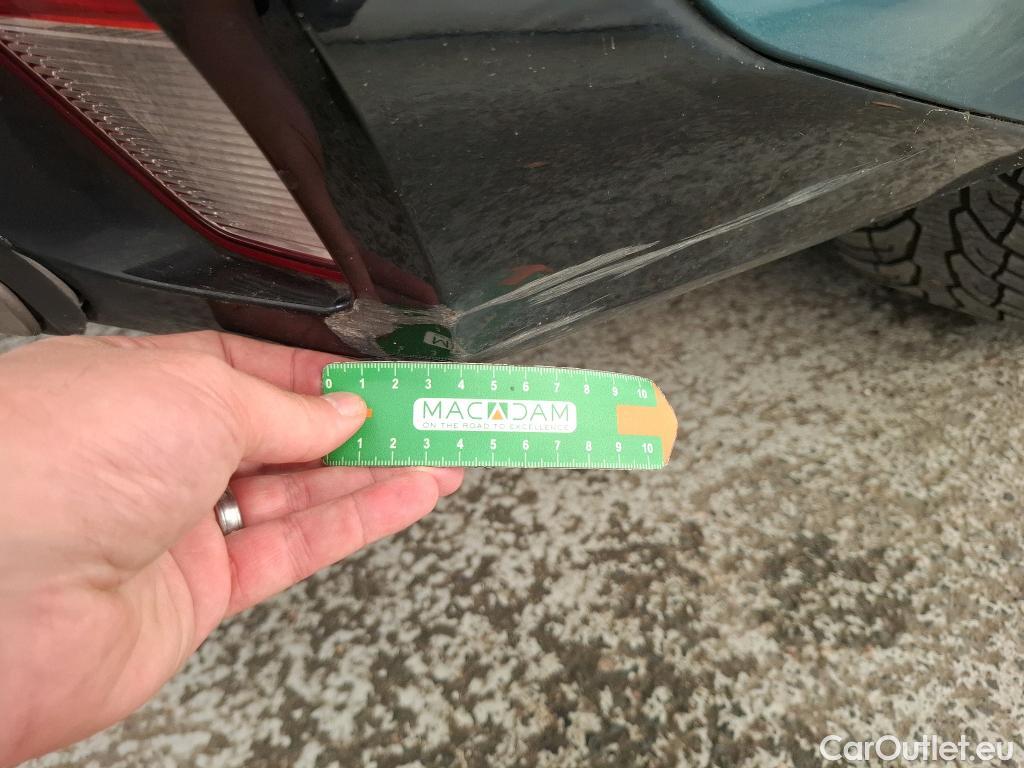 0 1 2 3 4 5 6 7 8 9 10
MACADAM
ON THE ROAD TO EXCELLENCE
1 2 3 4 5 6 7 8 9 10
CarOutlet.eu